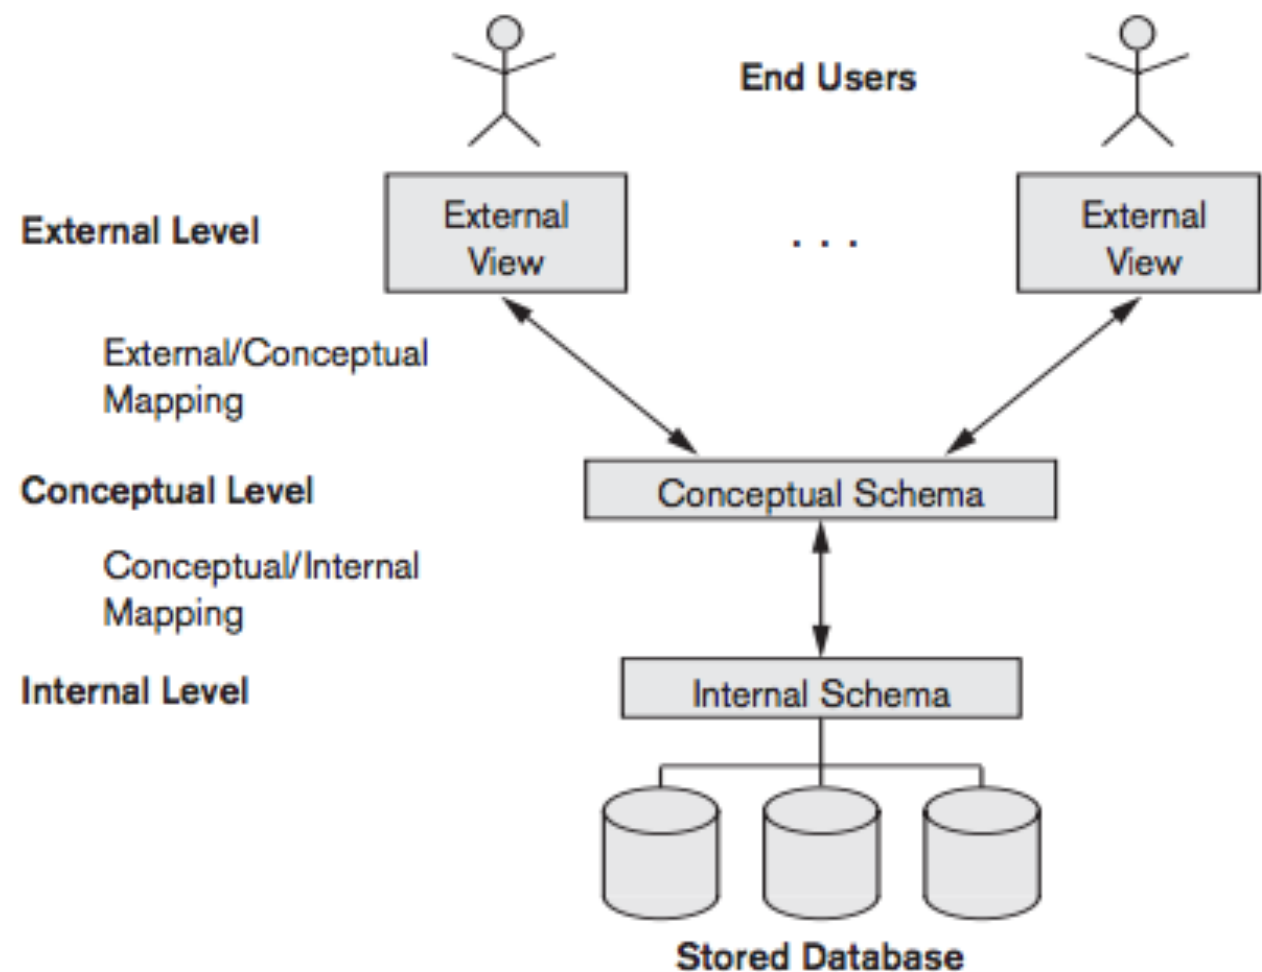 End Users
External Level
External
View
. . .
External
View
External/Conceptual
Mapping
Conceptual Level
Conceptual Schema
Conceptual/Internal
Mapping
Internal Level
Internal Schema
Stored Database